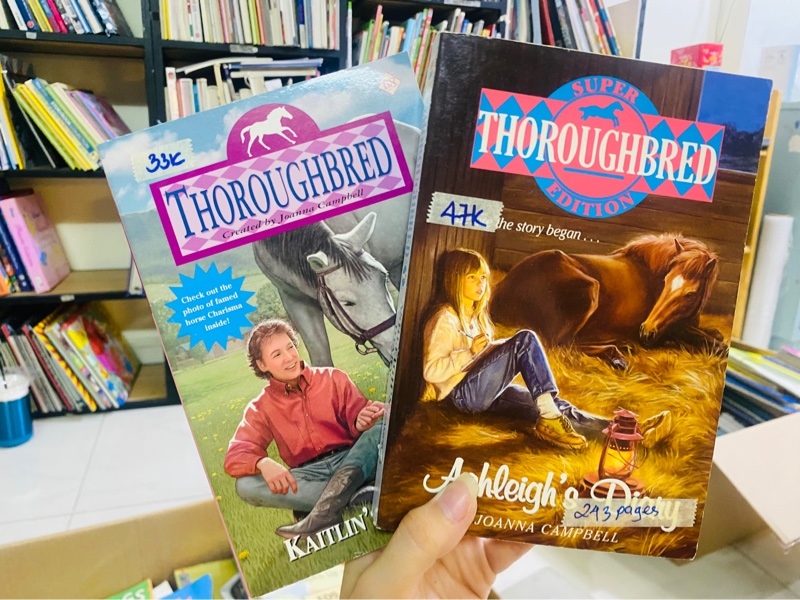 33K
THOROUGHBRED
Created by Joanna Campbell
Check out the
photo of famed
horse Charisma
inside!
KAITLIN'
SUPER
THOROUGHBRED
EDITION
47K
he story began . . .
Ashleigh's Diary
243 pages
JOANNA CAMPBELL